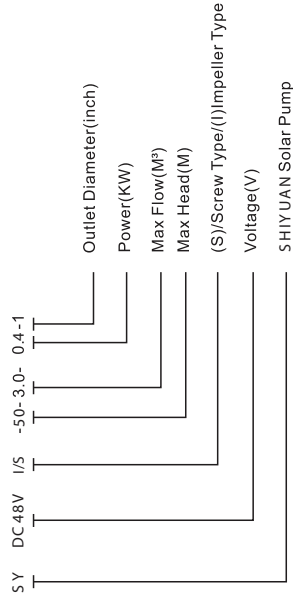 SY DC48V I/S -50-3.0- 0.4-1
Outlet Diameter(inch)
Power(KW)
Max Flow(M³)
Max Head(M)
(S)/Screw Type/(I)Impeller Type
Voltage(V)
SHIYUAN Solar Pump